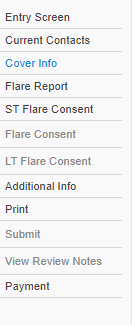 Entry Screen
Current Contacts
Cover Info
Flare Report
ST Flare Consent
Flare Consent
LT Flare Consent
Additional Info
Print
Submit
View Review Notes
Payment